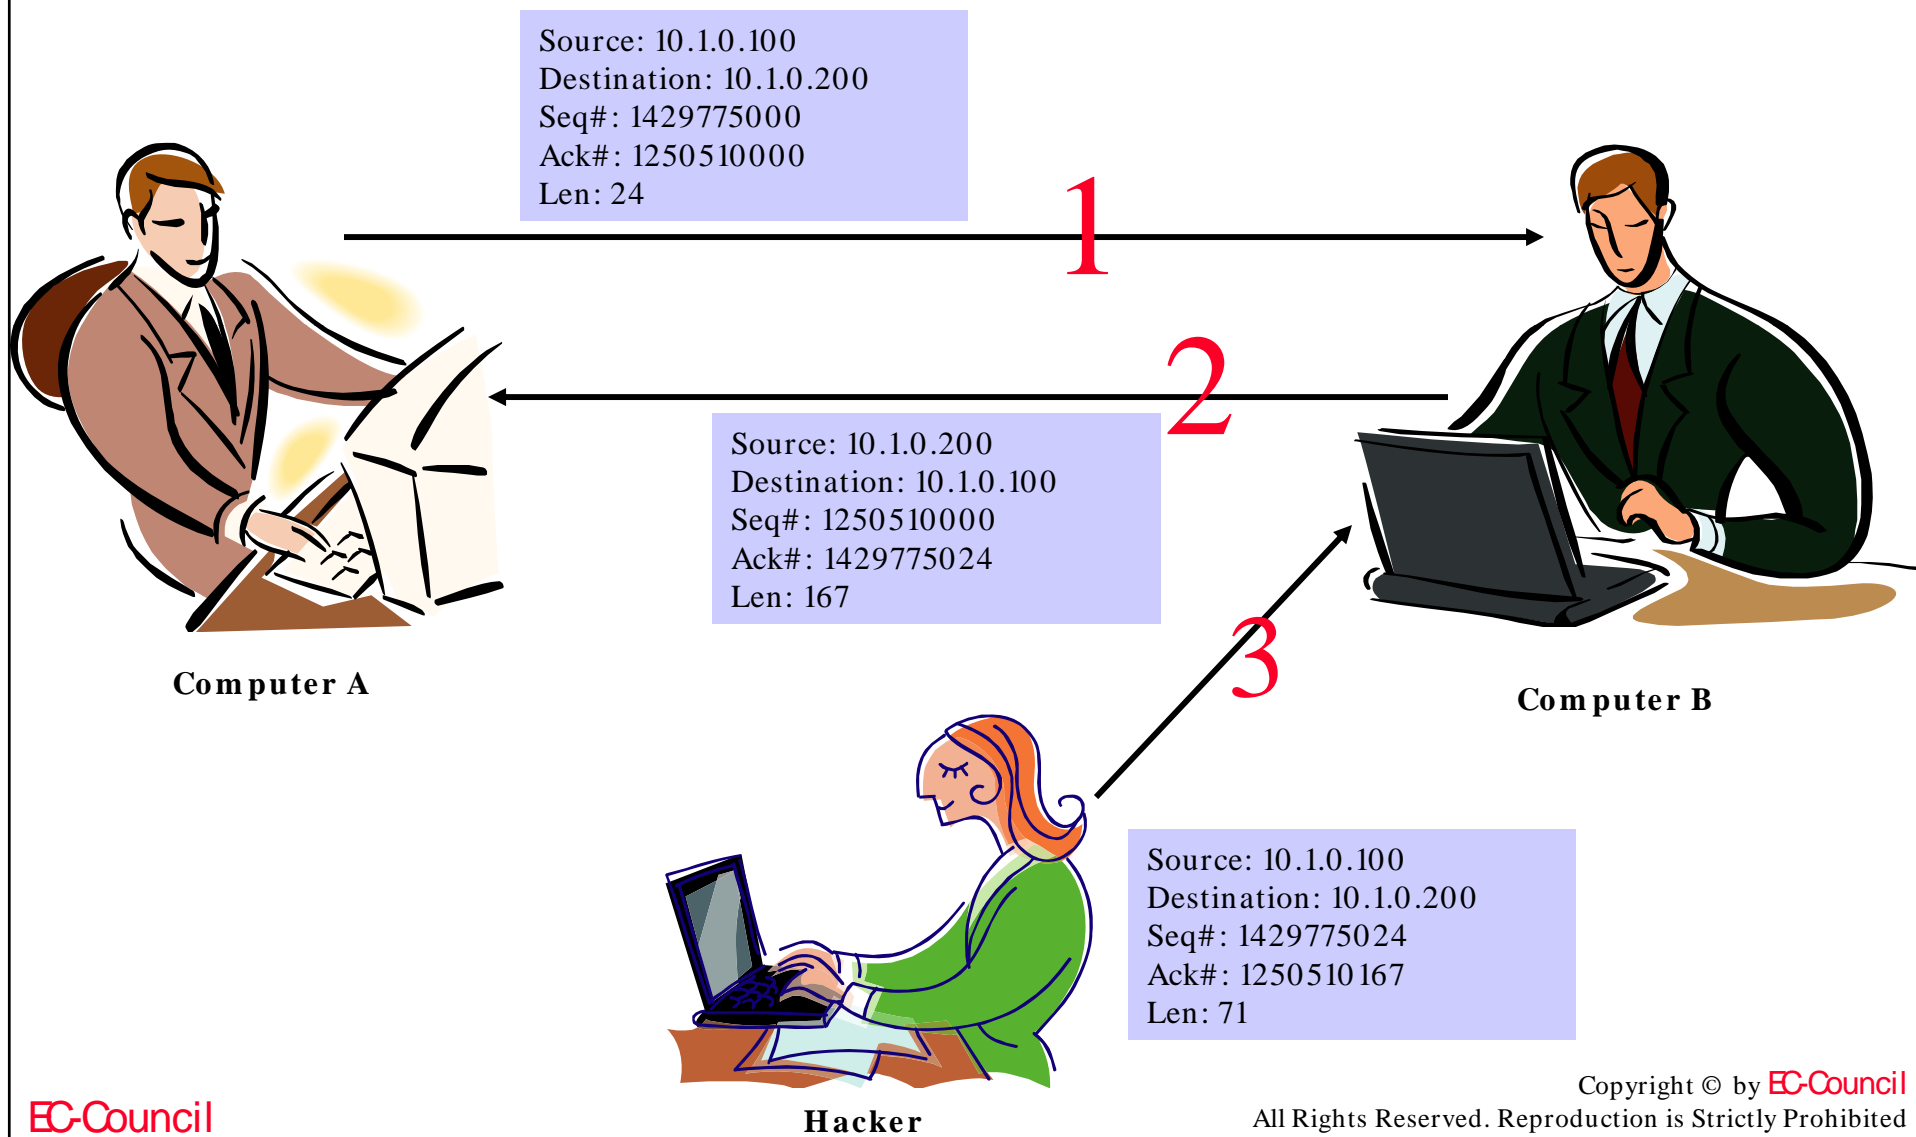 Source: 10.1.0.100
Destination: 10.1.0.200
Seq#: 1429775000
Ack#: 1250510000
Len: 24
1
2
Source: 10.1.0.200
Destination: 10.1.0.100
Seq#: 1250510000
Ack#: 1429775024
Len: 167
3
Computer A
Computer B
Source: 10.1.0.100
Destination: 10.1.0.200
Seq#: 1429775024
Ack#: 1250510167
Len: 71
Hacker
EC-Council
Copyright © by EC-Council
All Rights Reserved. Reproduction is Strictly Prohibited